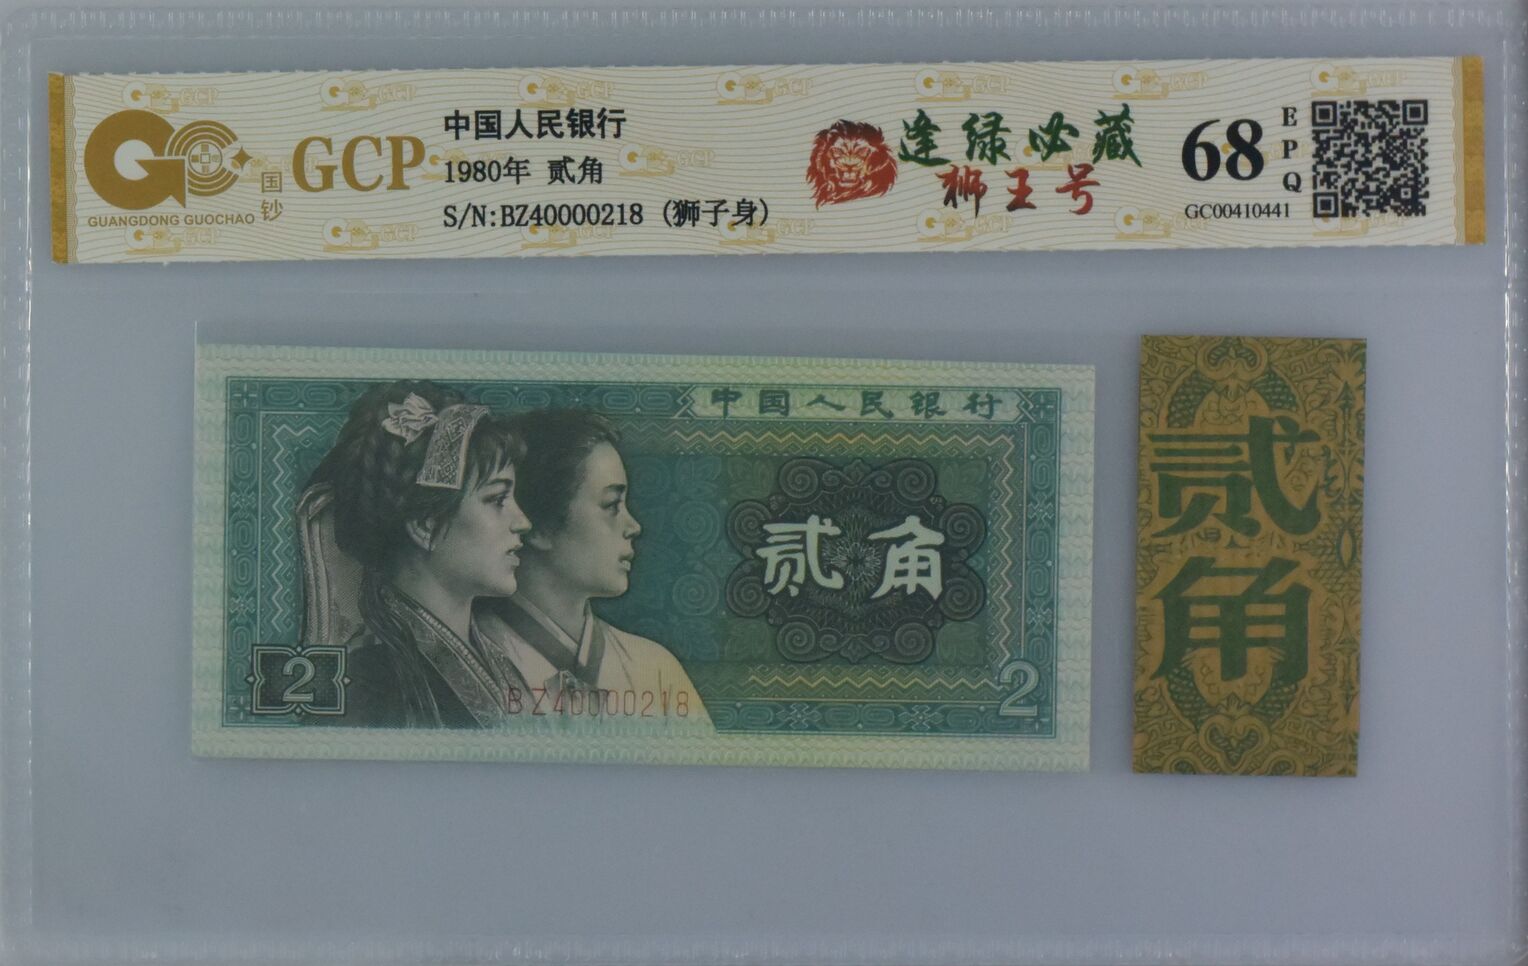 GUANGDONG GUOCHAO
国钞
GCP
中国人民银行
1980年 贰角
S/N:BZ40000218 (狮子身)
逢绿必藏
狮王号
68
EPQ
GC00410441
中国人民银行
贰角
2
BZ40000218
2
贰角